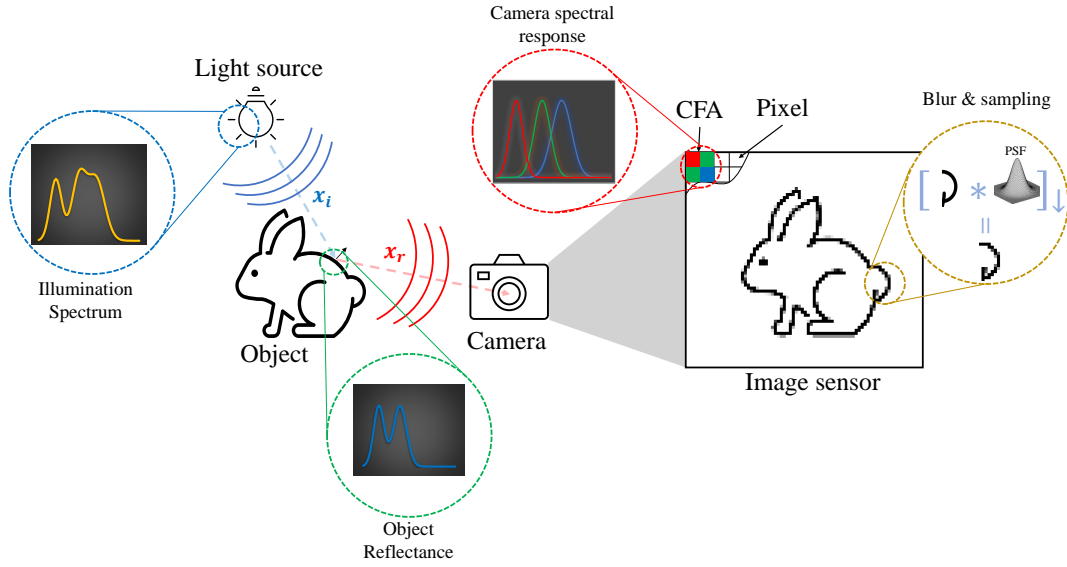 Camera spectral
response
Light source
CFA
Pixel
Blur & sampling
PSF
[ * ]↓
=
x_i
x_r
Illumination
Spectrum
Object
Camera
Image sensor
Object
Reflectance